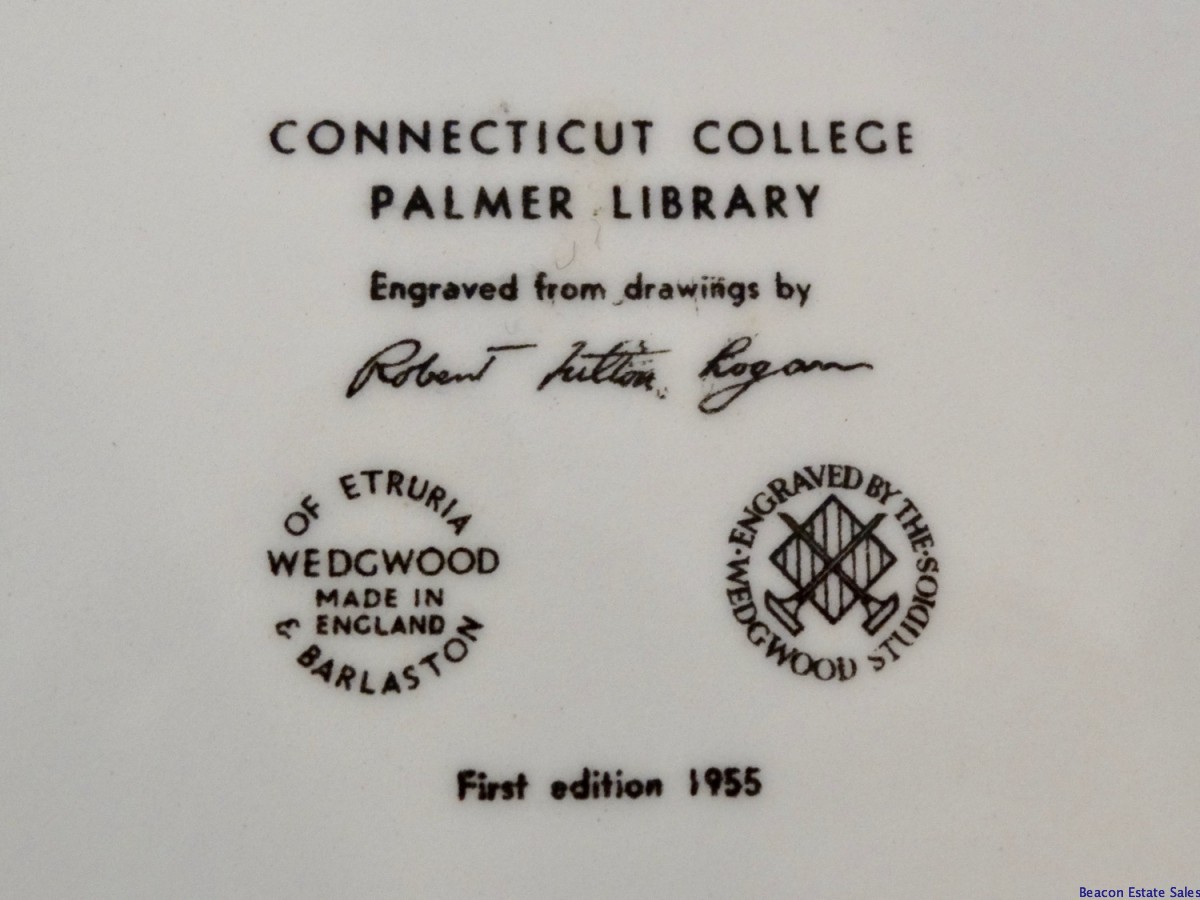 CONNECTICUT COLLEGE
PALMER LIBRARY
Engraved from drawings by
Robert Fulton Logan
OF ETRURIA
WEDGWOOD
MADE IN
ENGLAND
& BARLASTON
· ENGRAVED BY THE · WEDGWOOD STUDIOS
First edition 1955
Beacon Estate Sales